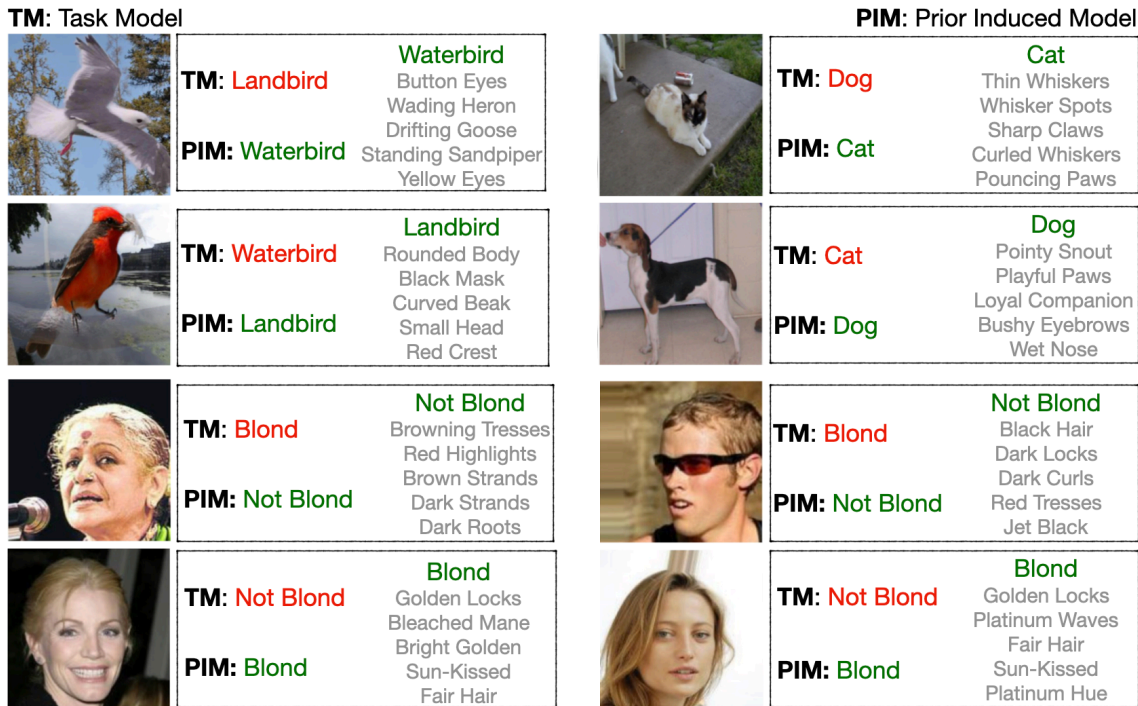 TM: Task Model
PIM: Prior Induced Model
TM: Landbird
PIM: Waterbird
Waterbird
Button Eyes
Wading Heron
Drifting Goose
Standing Sandpiper
Yellow Eyes
TM: Dog
PIM: Cat
Cat
Thin Whiskers
Whisker Spots
Sharp Claws
Curled Whiskers
Pouncing Paws
TM: Waterbird
PIM: Landbird
Landbird
Rounded Body
Black Mask
Curved Beak
Small Head
Red Crest
TM: Cat
PIM: Dog
Dog
Pointy Snout
Playful Paws
Loyal Companion
Bushy Eyebrows
Wet Nose
TM: Blond
PIM: Not Blond
Not Blond
Browning Tresses
Red Highlights
Brown Strands
Dark Strands
Dark Roots
TM: Blond
PIM: Not Blond
Not Blond
Black Hair
Dark Locks
Dark Curls
Red Tresses
Jet Black
TM: Not Blond
PIM: Blond
Blond
Golden Locks
Bleached Mane
Bright Golden
Sun-Kissed
Fair Hair
TM: Not Blond
PIM: Blond
Blond
Golden Locks
Platinum Waves
Fair Hair
Sun-Kissed
Platinum Hue